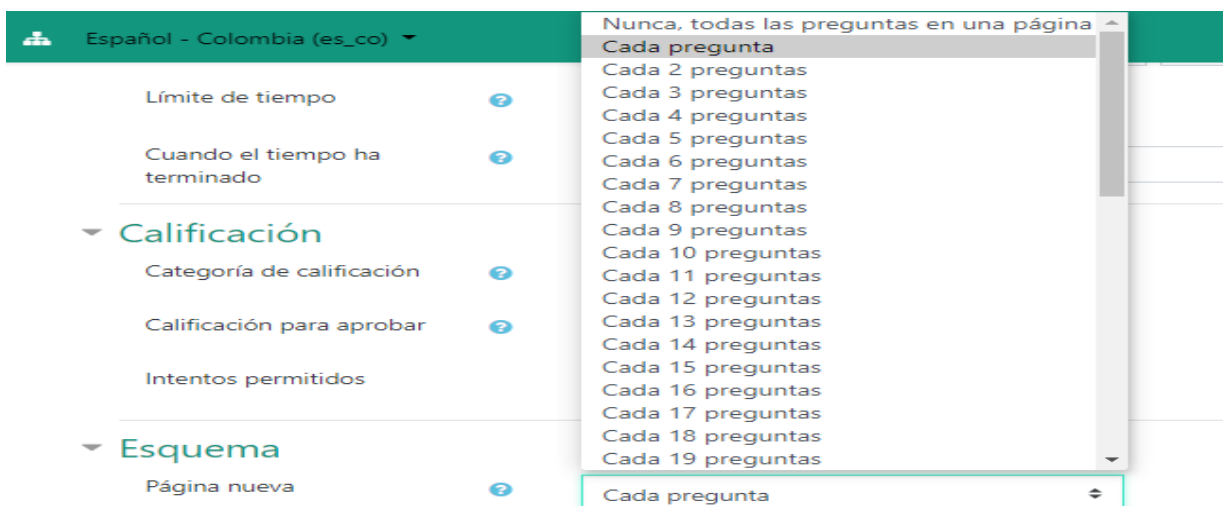 Español - Colombia (es_co)
Límite de tiempo
Cuando el tiempo ha
terminado
Calificación
Categoría de calificación
Calificación para aprobar
Intentos permitidos
Esquema
Página nueva
Nunca, todas las preguntas en una página
Cada pregunta
Cada 2 preguntas
Cada 3 preguntas
Cada 4 preguntas
Cada 5 preguntas
Cada 6 preguntas
Cada 7 preguntas
Cada 8 preguntas
Cada 9 preguntas
Cada 10 preguntas
Cada 11 preguntas
Cada 12 preguntas
Cada 13 preguntas
Cada 14 preguntas
Cada 15 preguntas
Cada 16 preguntas
Cada 17 preguntas
Cada 18 preguntas
Cada 19 preguntas
Cada pregunta